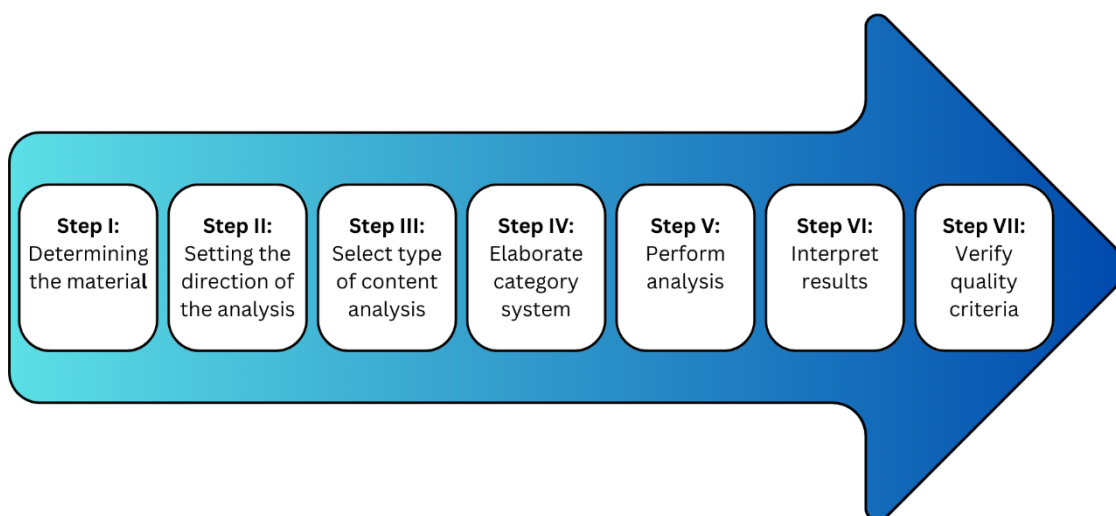 Step I:
Determining
the material
Step II:
Setting the
direction of
the analysis
Step III:
Select type
of content
analysis
Step IV:
Elaborate
category
system
Step V:
Perform
analysis
Step VI:
Interpret
results
Step VII:
Verify
quality
criteria